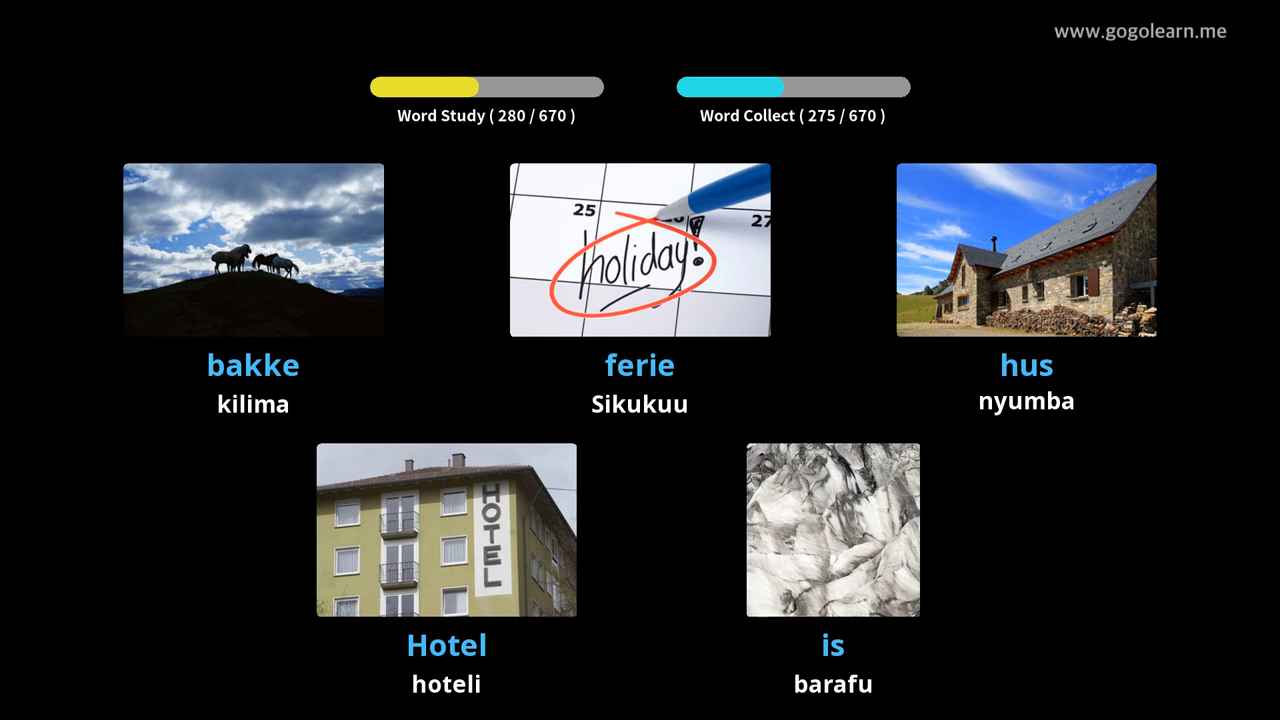 www.gogolearn.me
Word Study ( 280 / 670 )
Word Collect ( 275 / 670 )
25
27
holiday!
bakke
ferie
hus
kilima
Sikukuu
nyumba
HOTEL
Hotel
is
hoteli
barafu